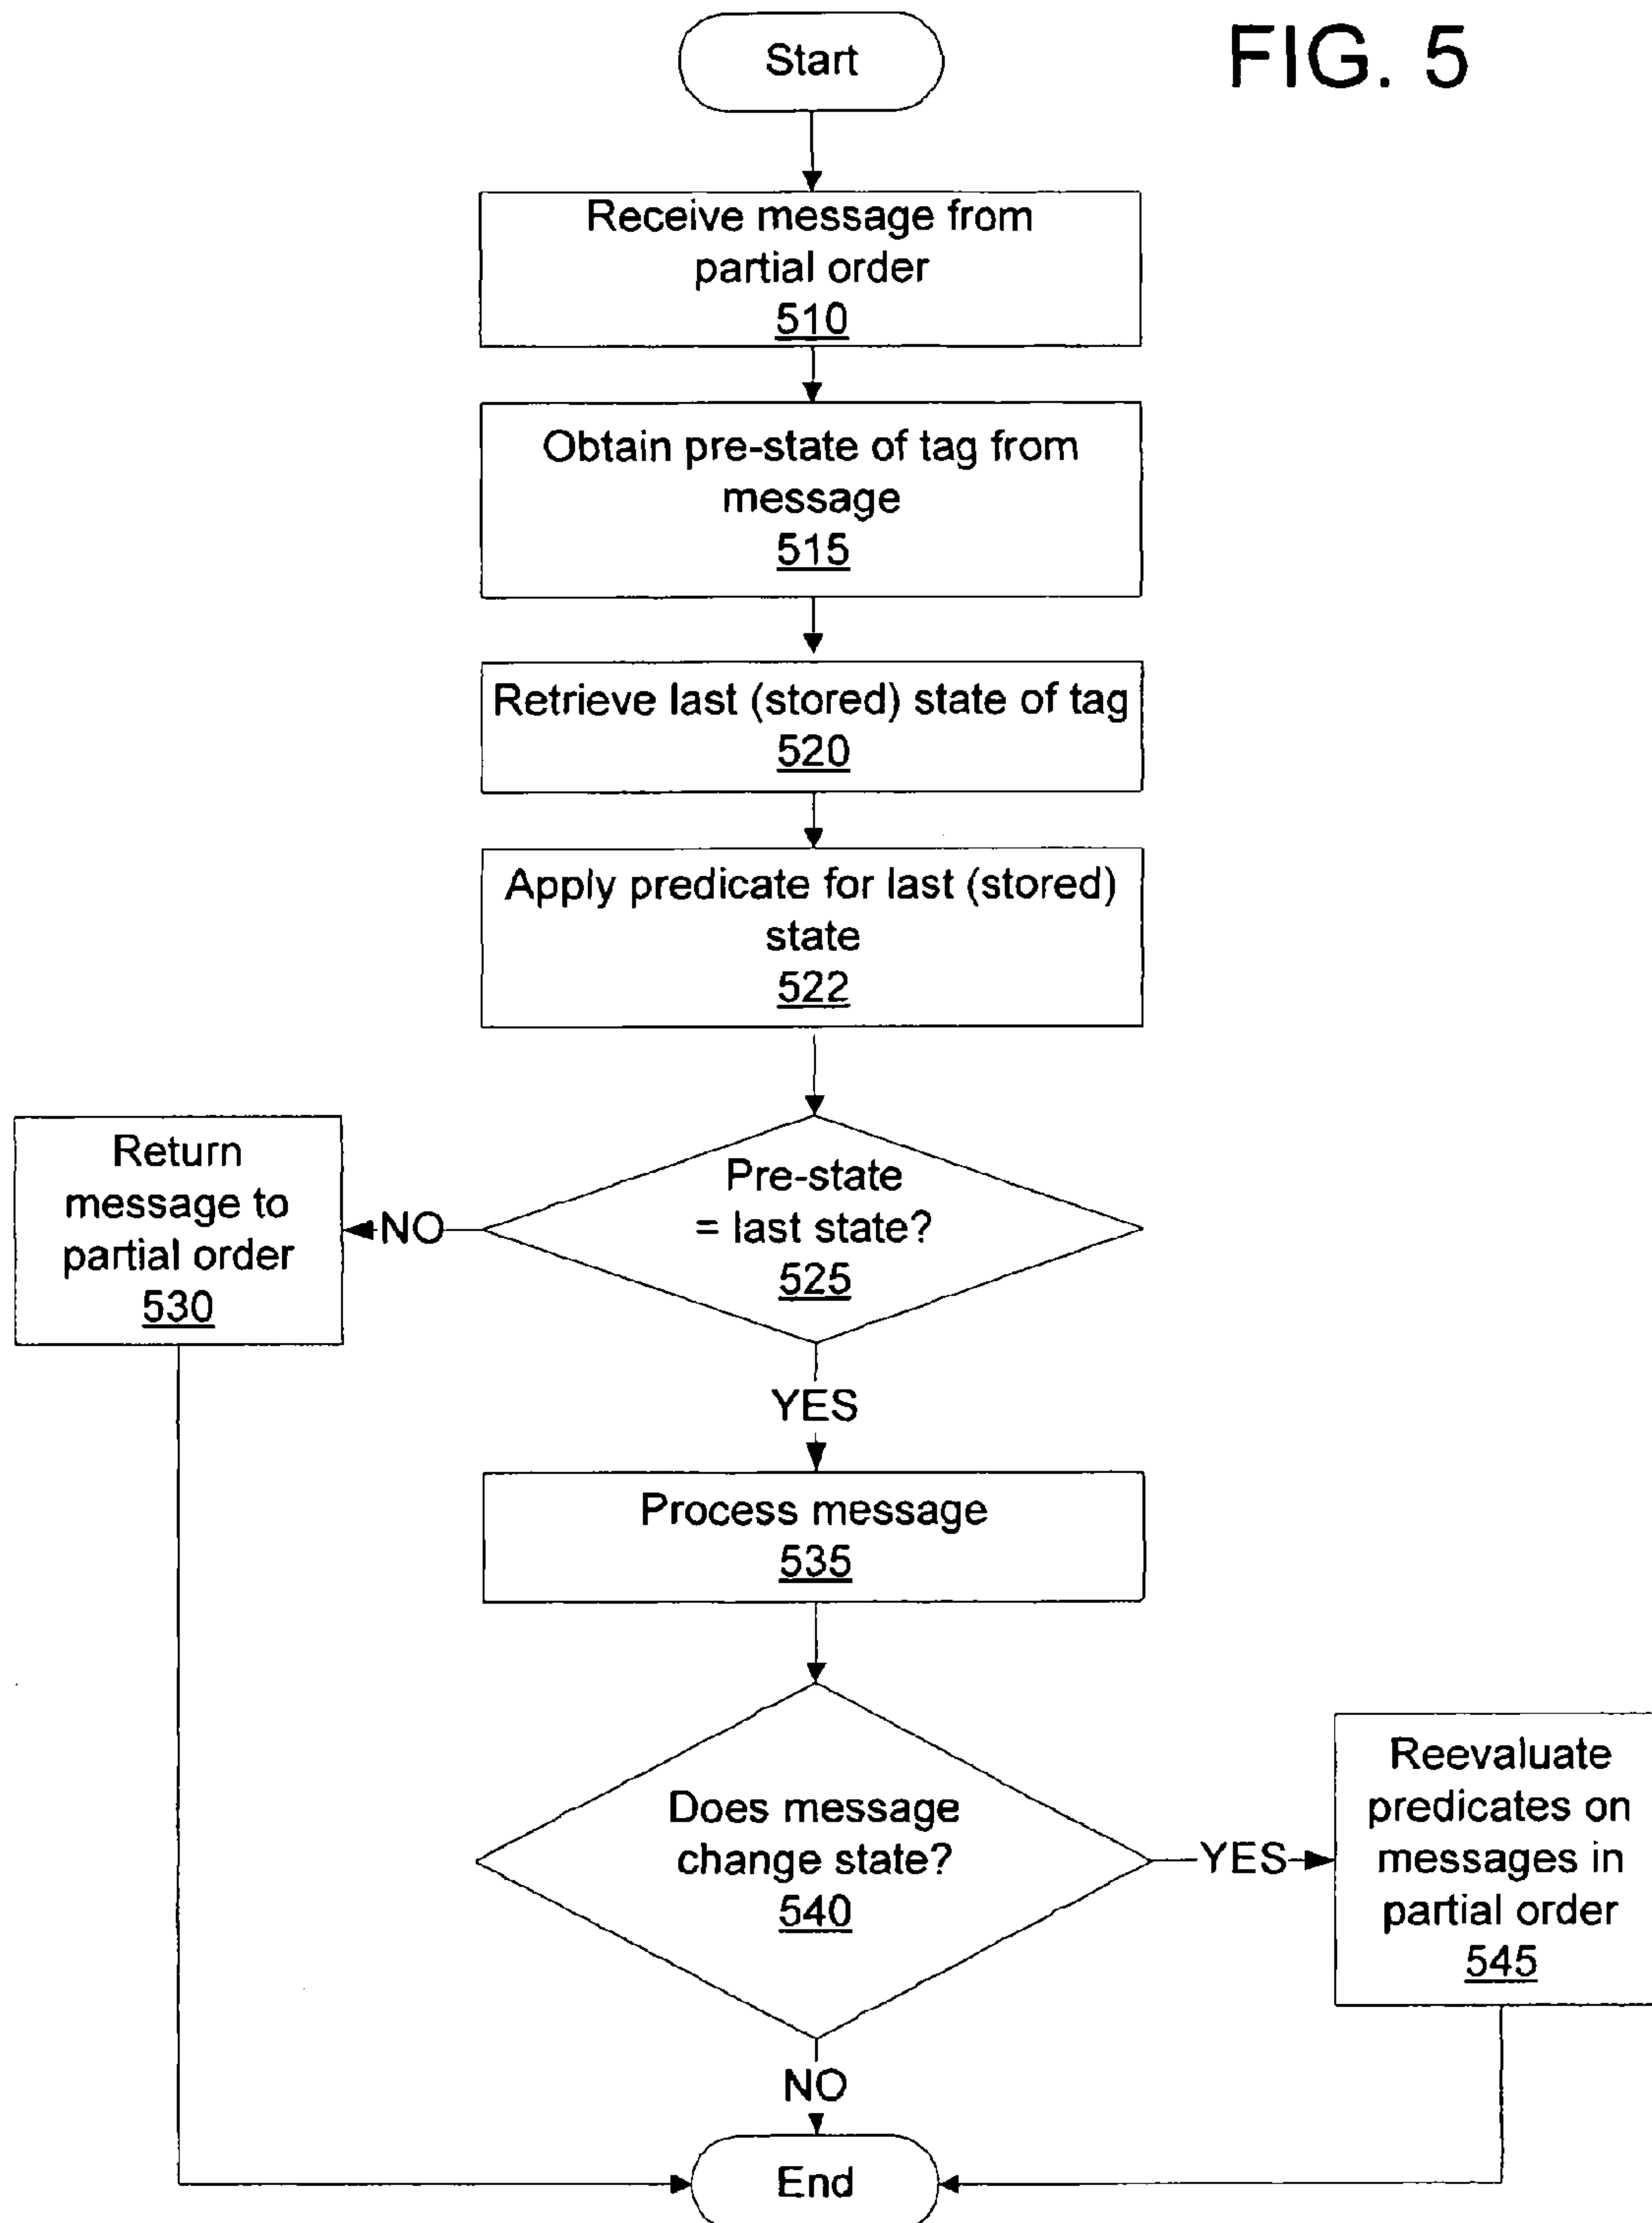 FIG. 5
Start
Receive message from
partial order
510
Obtain pre-state of tag from
message
515
Retrieve last (stored) state of tag
520
Apply predicate for last (stored)
state
522
Pre-state
= last state?
525
NO
Return
message to
partial order
530
YES
Process message
535
Does message
change state?
540
YES
Reevaluate
predicates on
messages in
partial order
545
NO
End